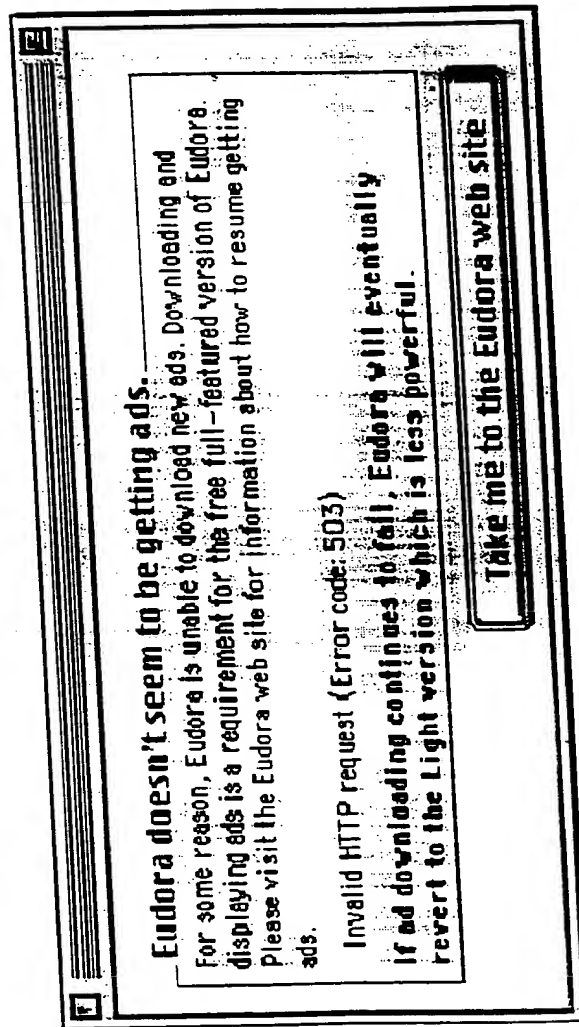 Eudora doesn't seem to be getting ads.
For some reason, Eudora is unable to download new ads. Downloading and
displaying ads is a requirement for the free full-featured version of Eudora.
Please visit the Eudora web site for information about how to resume getting
ads.
Invalid HTTP request (Error code: 503)
If ad downloading continues to fail, Eudora will eventually
revert to the Light version which is less powerful.
Take me to the Eudora web site